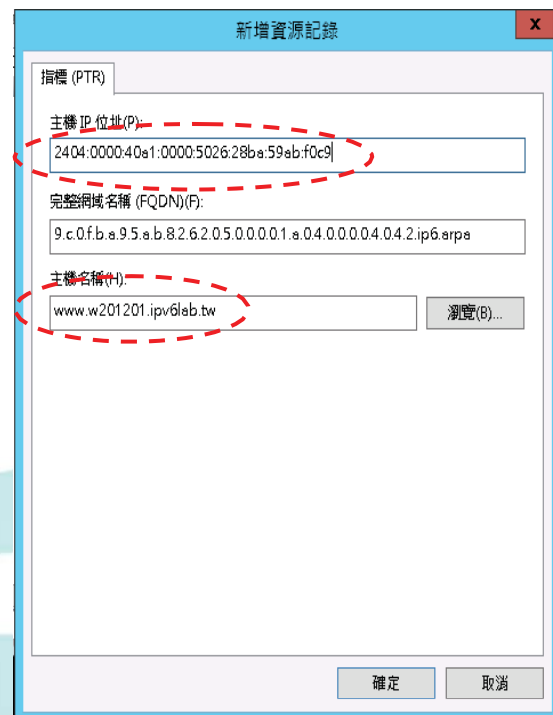 新增資源記錄
x
指標 (PTR)
主機 IP 位址(P):
2404:0000:40a1:0000:5026:28ba:59ab:f0c9
完整網域名稱 (FQDN)(F):
9.c.0.f.b.a.9.5.a.b.8.2.6.2.0.5.0.0.0.0.1.a.0.4.0.0.0.0.4.0.4.2.ip6.arpa
主機名稱(H):
www.w201201.ipv6lab.tw
瀏覽(B)...
確定
取消